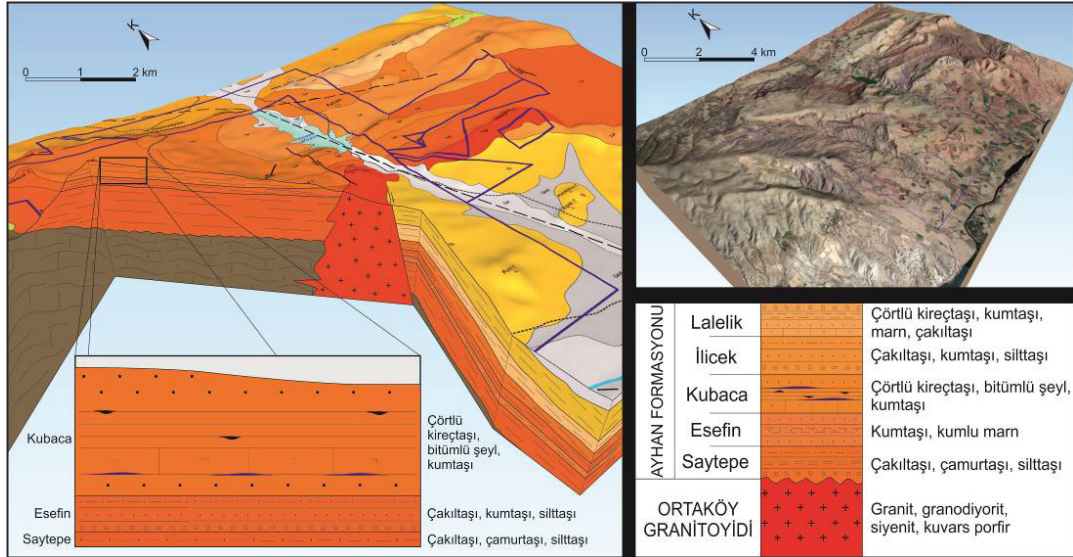 K
0 1 2 km
Kubaca
Çörtlü
kireçtaşı,
bitümlü şeyl,
kumtaşı
Esefin
Çakıltaşı, kumtaşı, silttaşı
Saytepe
Çakıltaşı, çamurtaşı, silttaşı
K
0 2 4 km
AYHAN FORMASYONU
Lalelik
Çörtlü kireçtaşı, kumtaşı,
marn, çakıltaşı
İlicek
Çakıltaşı, kumtaşı, silttaşı
Kubaca
Çörtlü kireçtaşı, bitümlü şeyl,
kumtaşı
Esefin
Kumtaşı, kumlu marn
Saytepe
Çakıltaşı, çamurtaşı, silttaşı
ORTAKÖY
GRANİTOYİDİ
Granit, granodiyorit,
siyenit, kuvars porfir